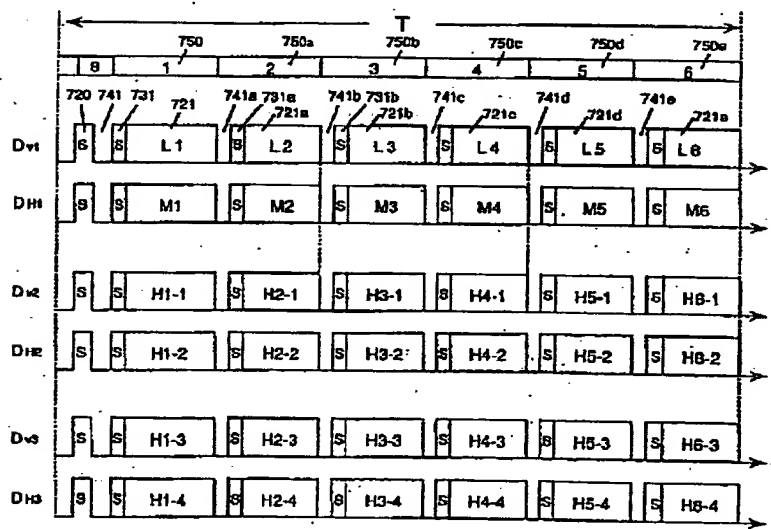 T
750 750a 750b 750c 750d 750e
S 1 2 3 4 5 6
720 741 731 721 741a 731a 721a 741b 731b 721b 741c 721c 741d 721d 741e 721e
Dv1 S S L1 S L2 S L3 S L4 S L5 S L6
DH1 S S M1 S M2 S M3 S M4 S M5 S M6
Dv2 S S H1-1 S H2-1 S H3-1 S H4-1 S H5-1 S H6-1
DH2 S S H1-2 S H2-2 S H3-2 S H4-2 S H5-2 S H6-2
Dv3 S S H1-3 S H2-3 S H3-3 S H4-3 S H5-3 S H6-3
DH3 S S H1-4 S H2-4 S H3-4 S H4-4 S H5-4 S H6-4